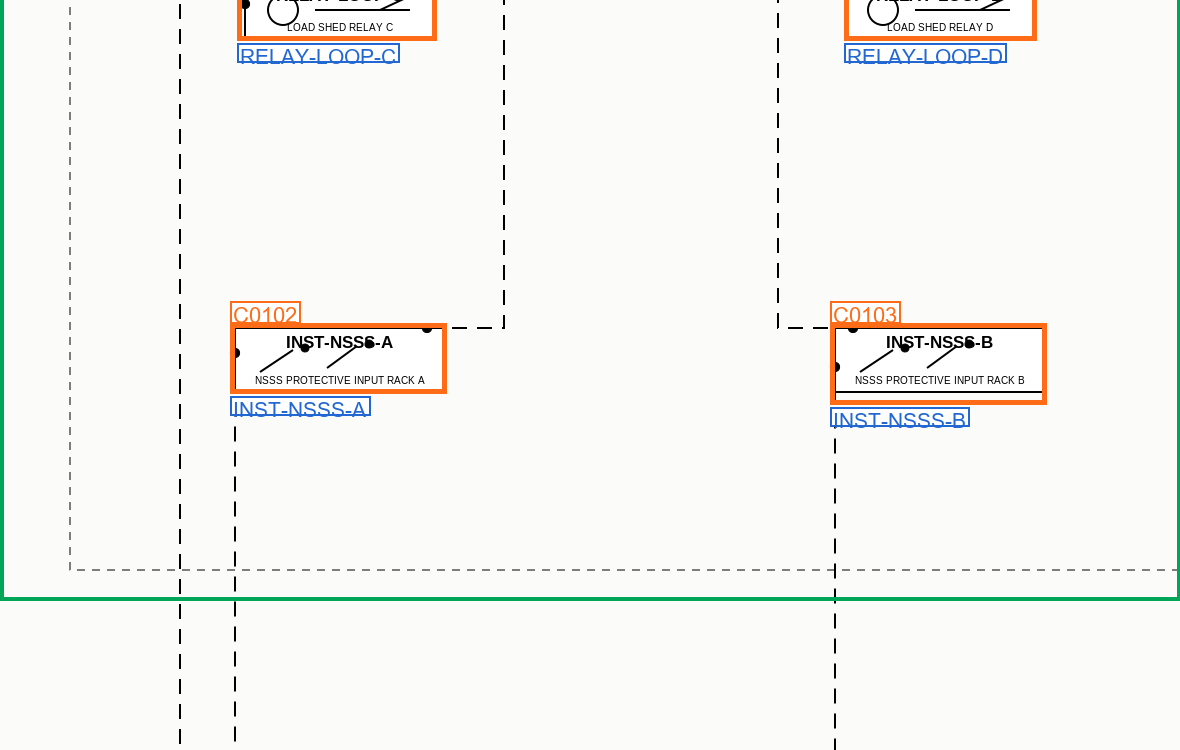 LOAD SHED RELAY C
RELAY-LOOP-C
LOAD SHED RELAY D
RELAY-LOOP-D
C0102
INST-NSSS-A
NSSS PROTECTIVE INPUT RACK A
INST-NSSS-A
C0103
INST-NSSS-B
NSSS PROTECTIVE INPUT RACK B
INST-NSSS-B